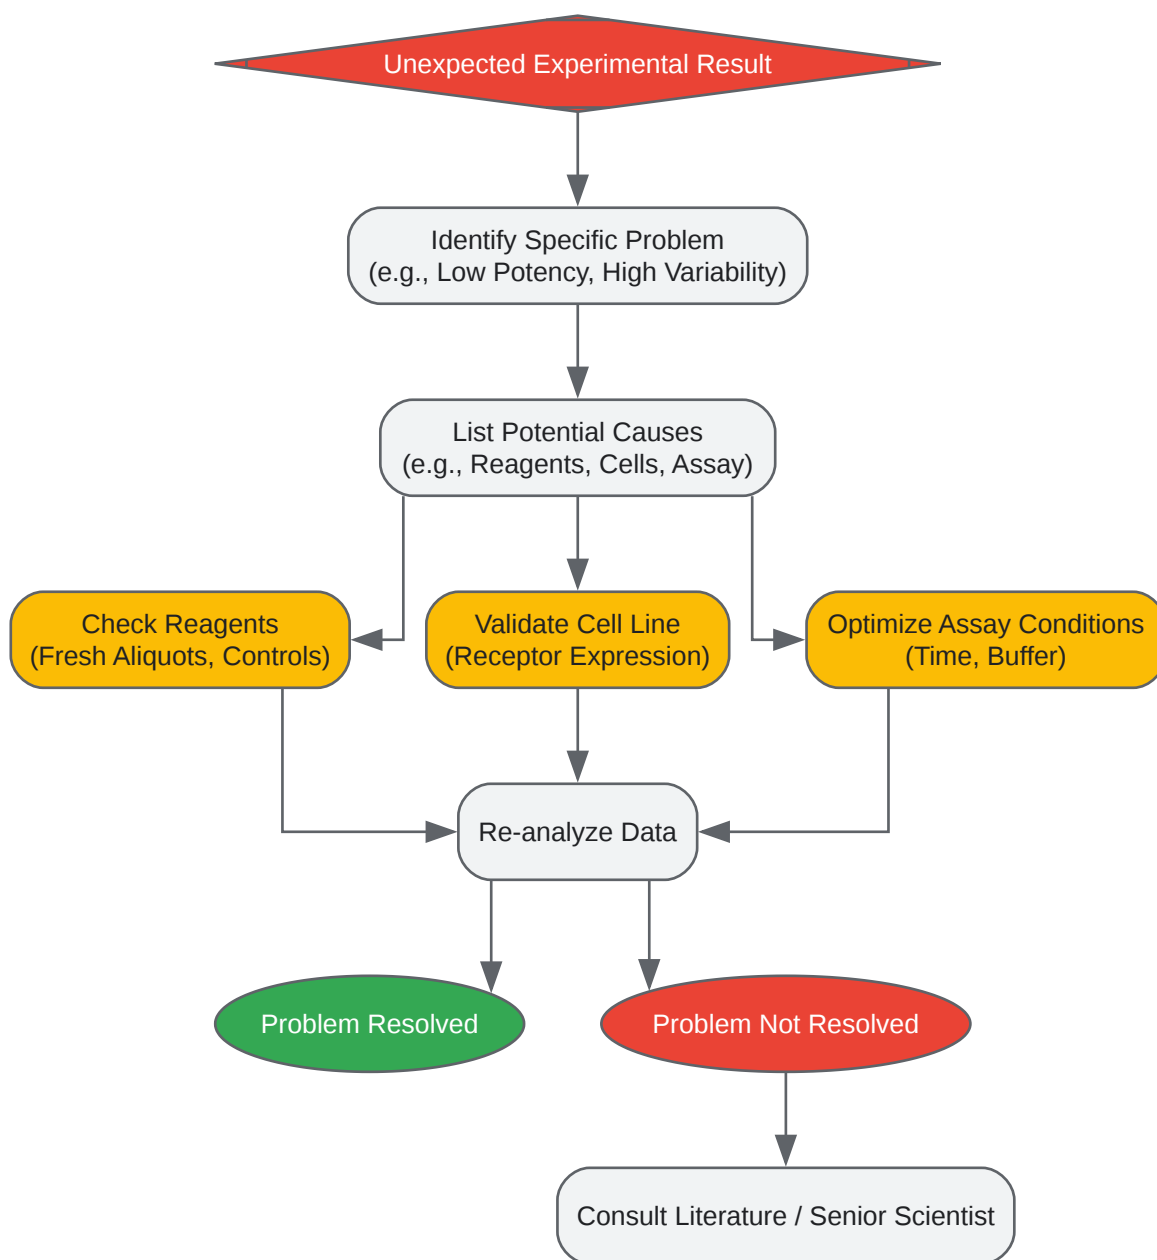 Unexpected Experimental Result
Identify Specific Problem
(e.g., Low Potency, High Variability)
List Potential Causes
(e.g., Reagents, Cells, Assay)
Check Reagents
(Fresh Aliquots, Controls)
Validate Cell Line
(Receptor Expression)
Optimize Assay Conditions
(Time, Buffer)
Re-analyze Data
Problem Resolved
Problem Not Resolved
Consult Literature / Senior Scientist